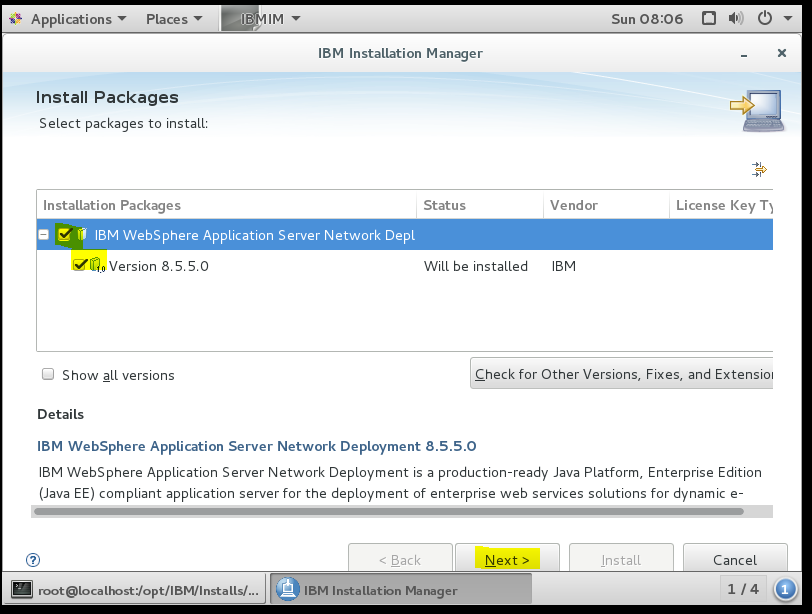 Applications Places IBMIM Sun 08:06
IBM Installation Manager
Install Packages
Select packages to install:
Installation Packages Status Vendor License Key Ty
IBM WebSphere Application Server Network Depl
Version 8.5.5.0 Will be installed IBM
Show all versions Check for Other Versions, Fixes, and Extension
Details
IBM WebSphere Application Server Network Deployment 8.5.5.0
IBM WebSphere Application Server Network Deployment is a production-ready Java Platform, Enterprise Edition
(Java EE) compliant application server for the deployment of enterprise web services solutions for dynamic e-
? < Back Next > Install Cancel
root@localhost:/opt/IBM/Installs/... IBM Installation Manager 1 / 4 1